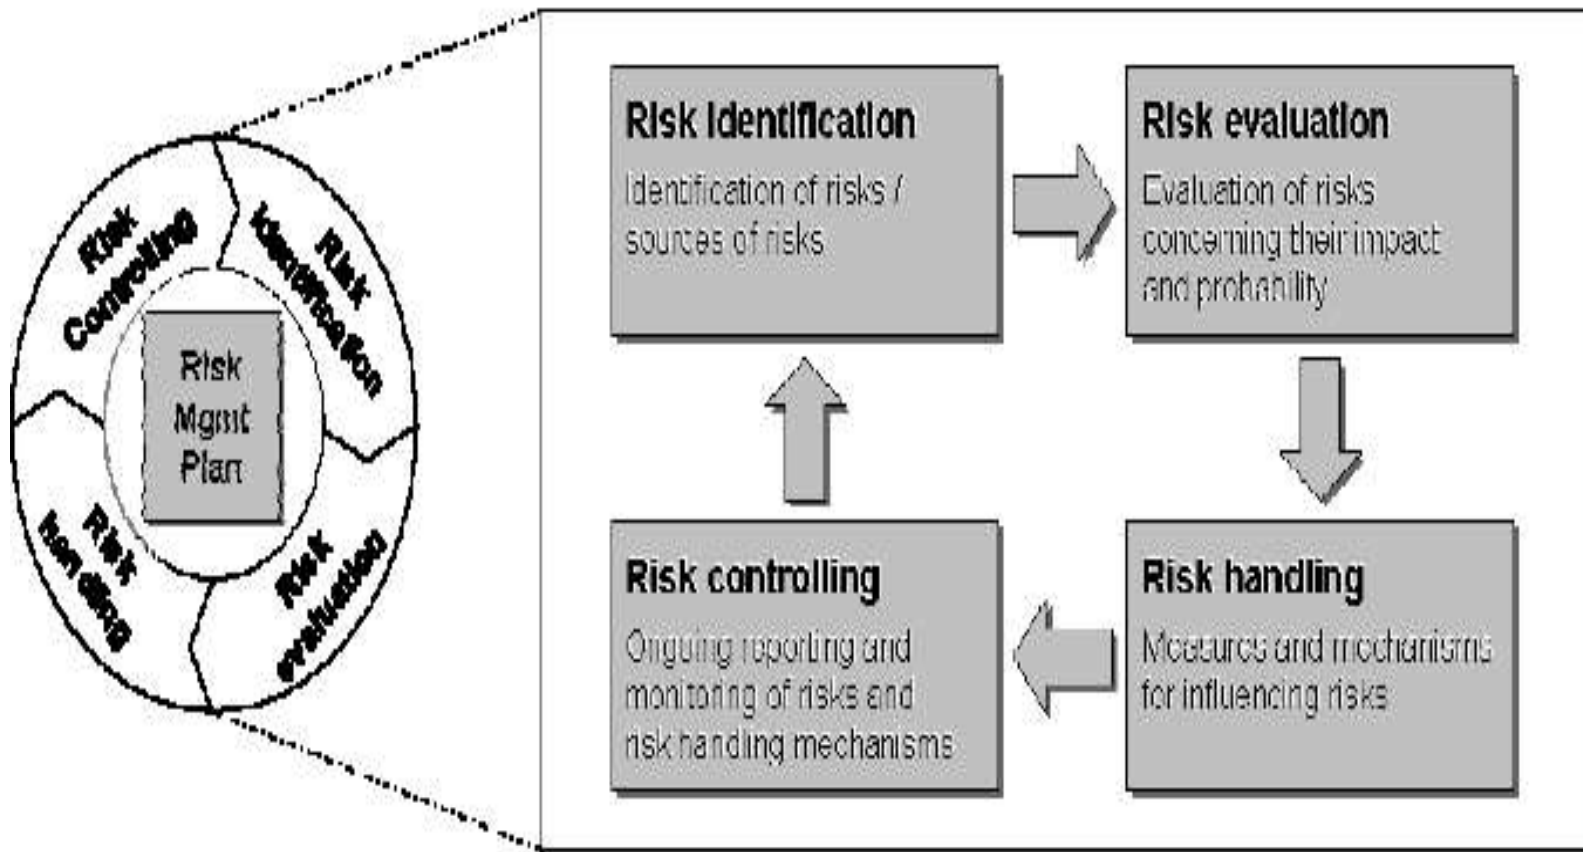 Risk
Controlling
Risk
Identification
Risk
Mgmt
Plan
Risk
handling
Risk
evaluation
Risk identification
Identification of risks /
sources of risks
Risk evaluation
Evaluation of risks
concerning their impact
and probability
Risk controlling
Ongoing reporting and
monitoring of risks and
risk handling mechanisms
Risk handling
Measures and mechanisms
for influencing risks